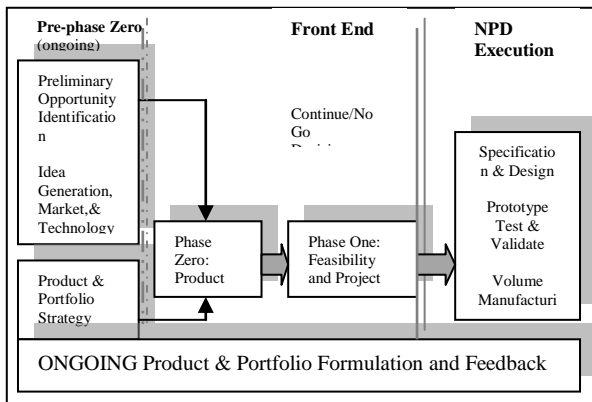 Pre-phase Zero
(ongoing)
Front End
NPD
Execution
Preliminary
Opportunity
Identificatio
n
Idea
Generation,
Market,& 
Technology
Continue/No
Go
Specificatio
n & Design
Prototype
Test &
Validate
Volume
Manufacturi
Phase
Zero:
Product
Phase One:
Feasibility
and Project
Product &
Portfolio
Strategy
ONGOING Product & Portfolio Formulation and Feedback